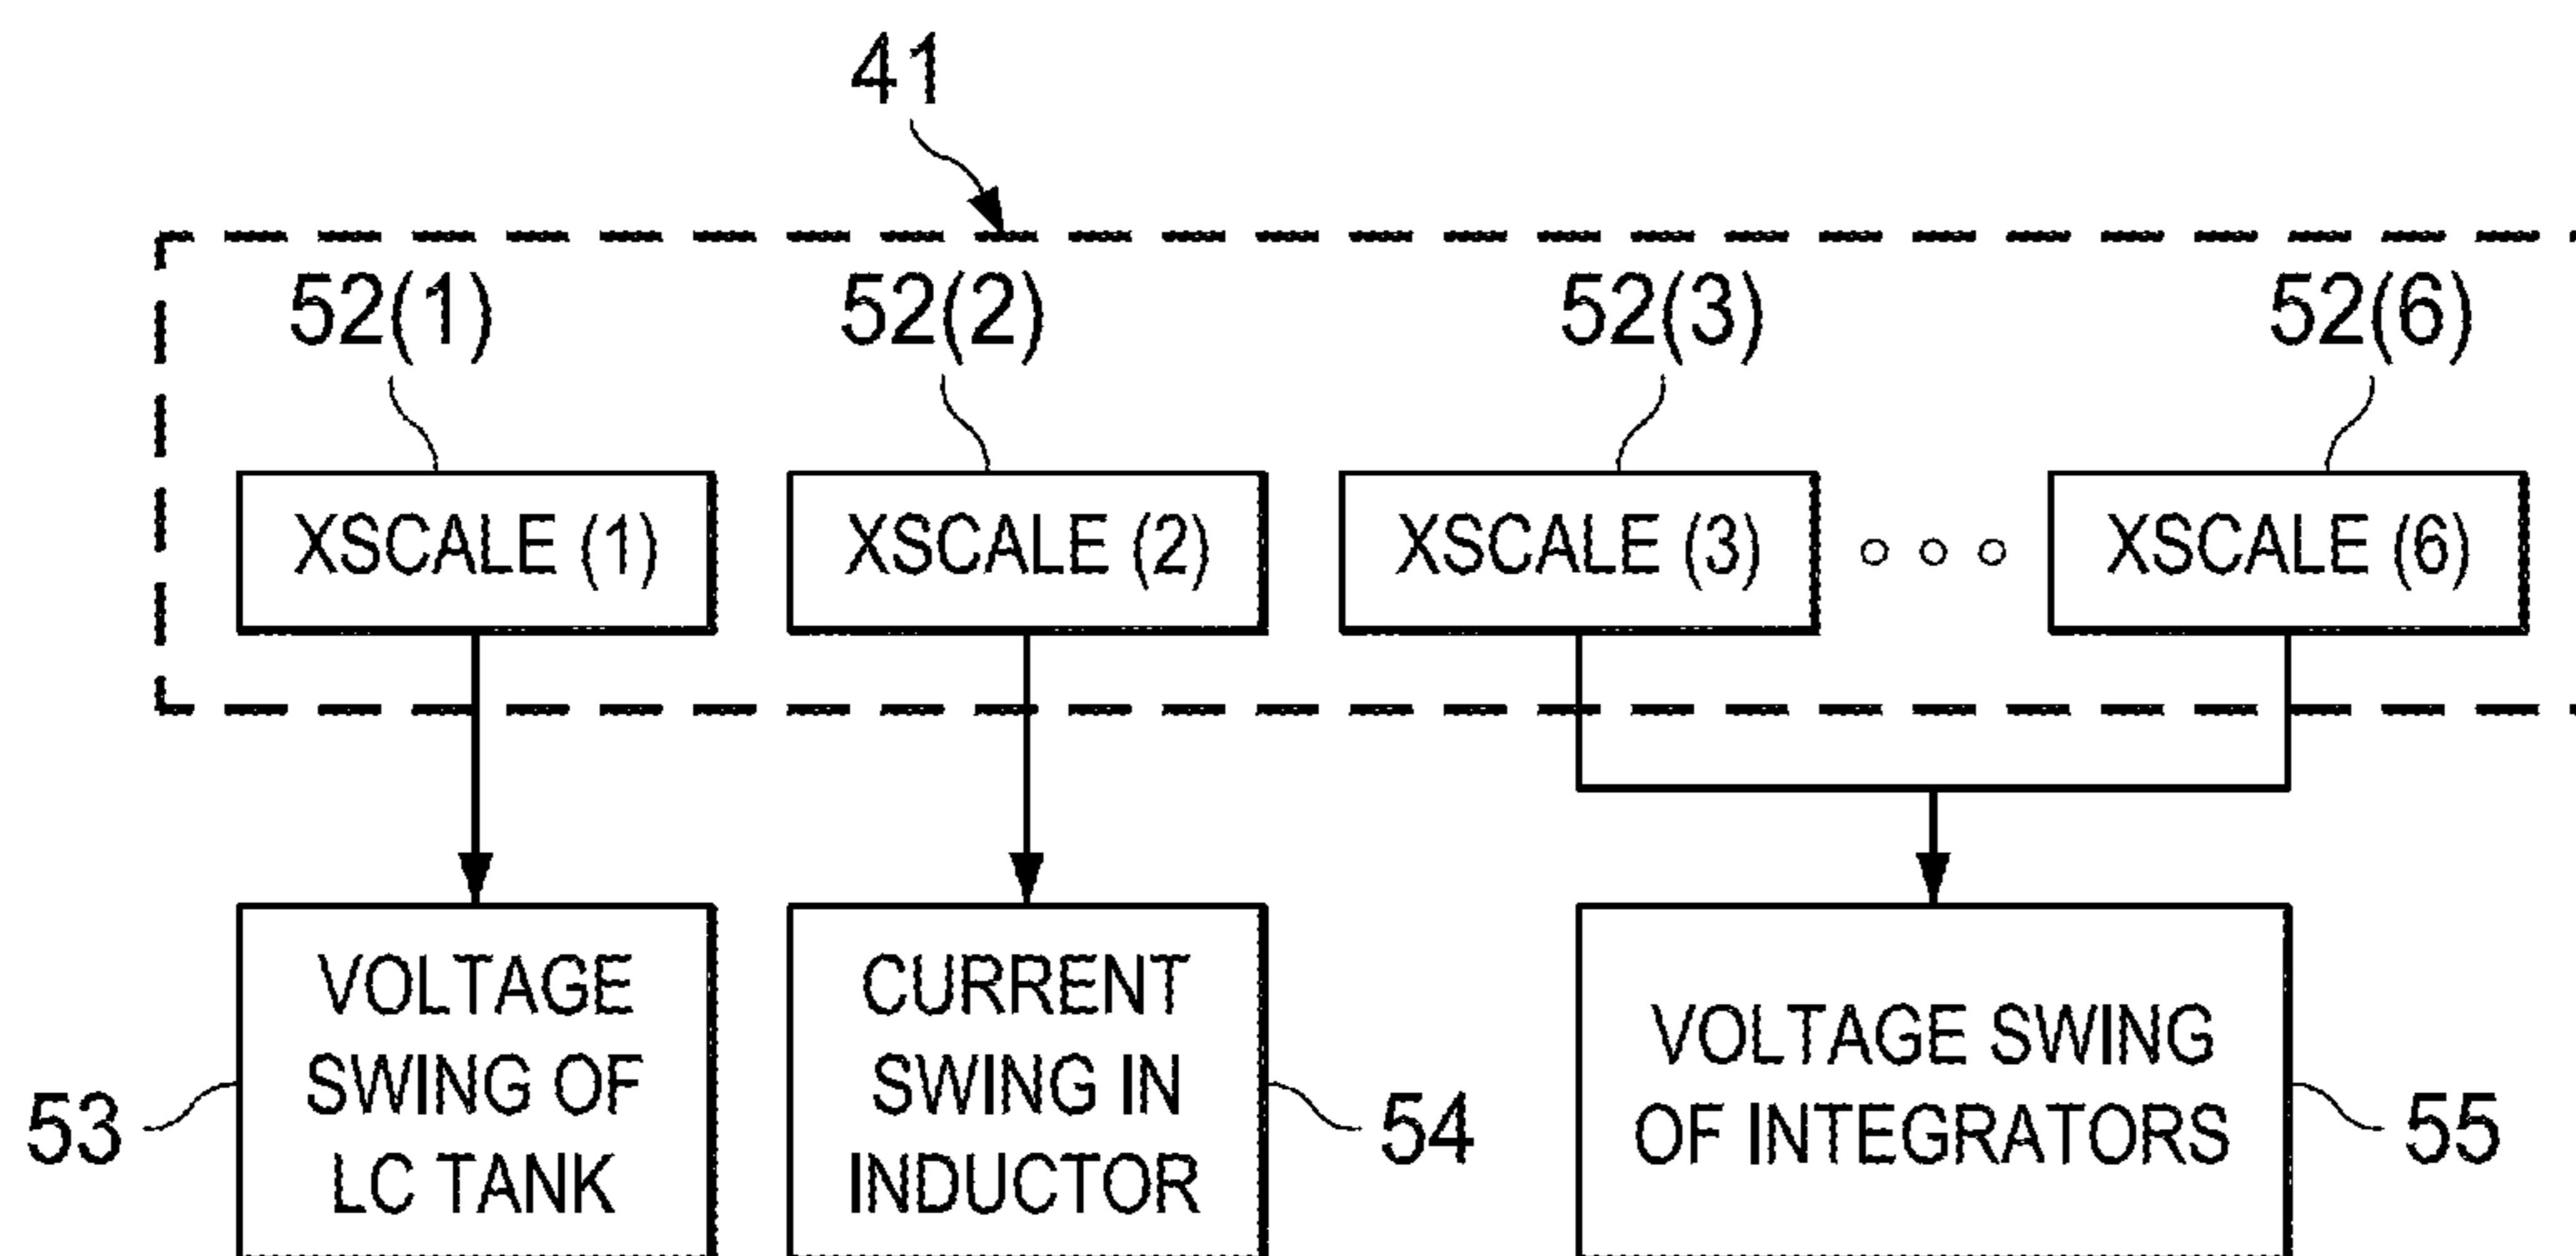 41
52(1) 52(2) 52(3) 52(6)
XSCALE (1) XSCALE (2) XSCALE (3) XSCALE (6)
VOLTAGE
SWING OF
LC TANK
53
CURRENT
SWING IN
INDUCTOR
54
VOLTAGE SWING
OF INTEGRATORS
55